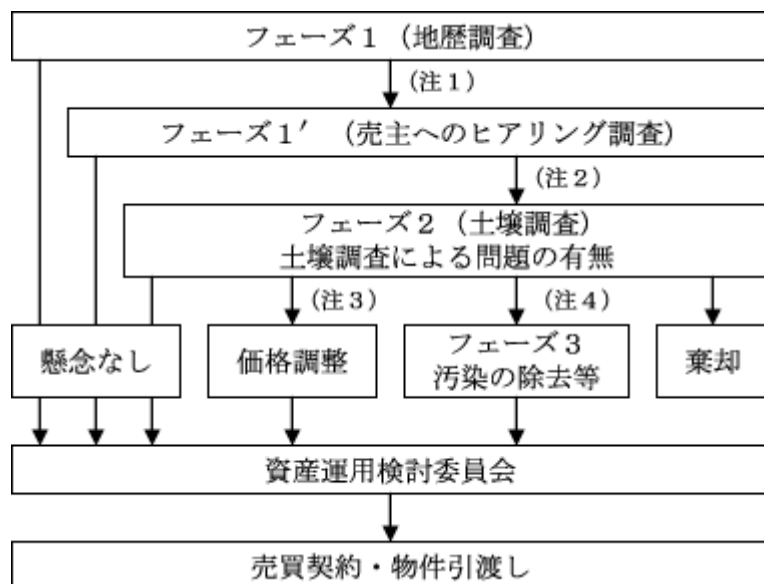 フェーズ１（地歴調査）
（注１）
フェーズ１′（売主へのヒアリング調査）
（注２）
フェーズ２（土壌調査）
土壌調査による問題の有無
（注３）
（注４）
懸念なし
価格調整
フェーズ３
汚染の除去等
棄却
資産運用検討委員会
売買契約・物件引渡し